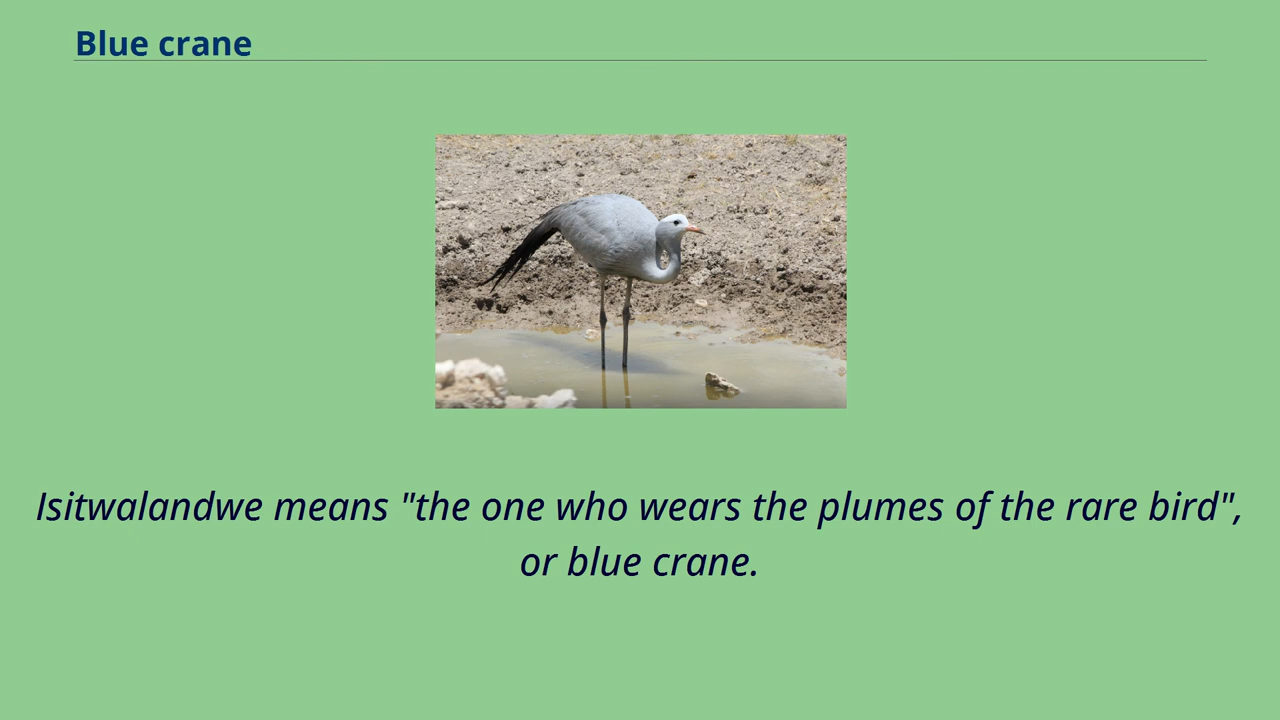 Blue crane
Isitwalandwe means "the one who wears the plumes of the rare bird",
or blue crane.